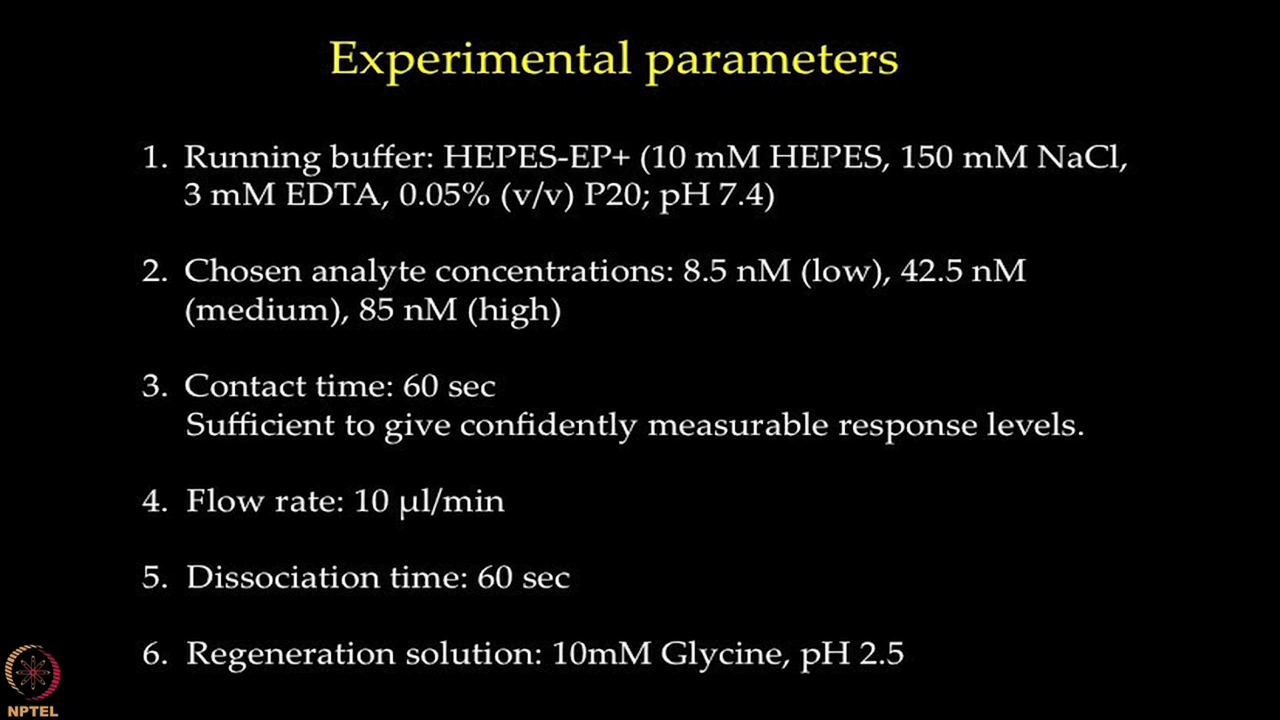 Experimental parameters
1. Running buffer: HEPES-EP+ (10 mM HEPES, 150 mM NaCl,
3 mM EDTA, 0.05% (v/v) P20; pH 7.4)
2. Chosen analyte concentrations: 8.5 nM (low), 42.5 nM
(medium), 85 nM (high)
3. Contact time: 60 sec
Sufficient to give confidently measurable response levels.
4. Flow rate: 10 µl/min
5. Dissociation time: 60 sec
6. Regeneration solution: 10mM Glycine, pH 2.5
NPTEL